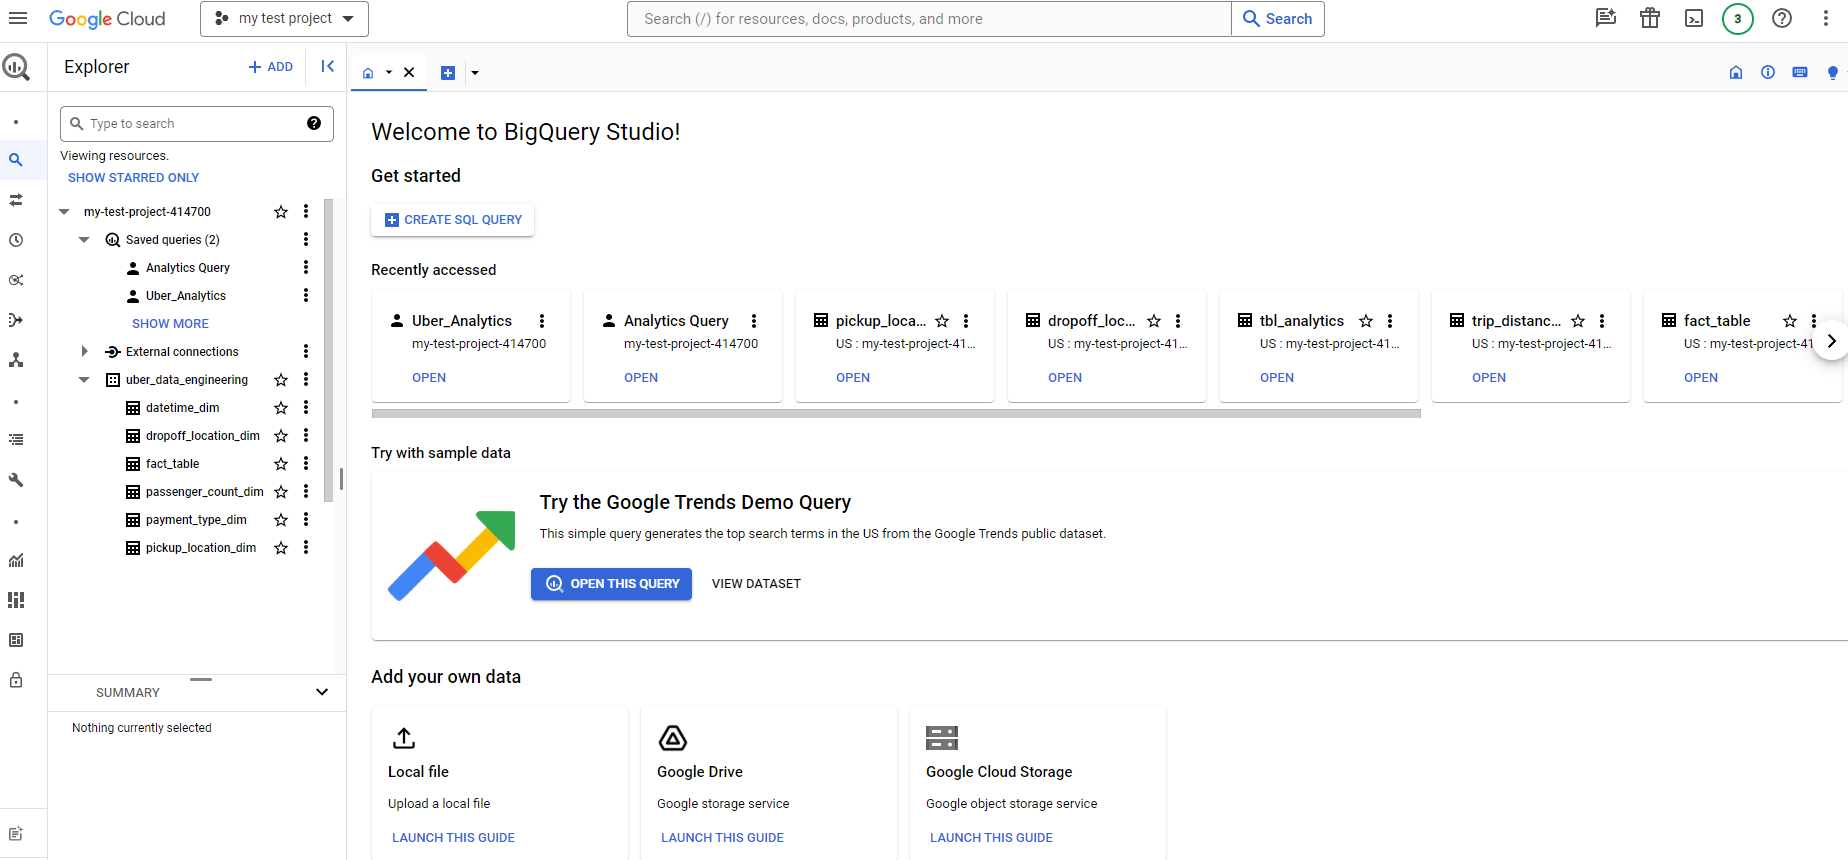 Google Cloud
my test project
Search (/) for resources, docs, products, and more
Search
3
Explorer
ADD
Type to search
Viewing resources.
SHOW STARRED ONLY
my-test-project-414700
Saved queries (2)
Analytics Query
Uber_Analytics
SHOW MORE
External connections
uber_data_engineering
datetime_dim
dropoff_location_dim
fact_table
passenger_count_dim
payment_type_dim
pickup_location_dim
SUMMARY
Nothing currently selected
Welcome to BigQuery Studio!
Get started
CREATE SQL QUERY
Recently accessed
Uber_Analytics
my-test-project-414700
OPEN
Analytics Query
my-test-project-414700
OPEN
pickup_loca...
US : my-test-project-41...
OPEN
dropoff_loc...
US : my-test-project-41...
OPEN
tbl_analytics
US : my-test-project-41...
OPEN
trip_distanc...
US : my-test-project-41...
OPEN
fact_table
US : my-test-project-41
OPEN
Try with sample data
Try the Google Trends Demo Query
This simple query generates the top search terms in the US from the Google Trends public dataset.
OPEN THIS QUERY
VIEW DATASET
Add your own data
Local file
Upload a local file
LAUNCH THIS GUIDE
Google Drive
Google storage service
LAUNCH THIS GUIDE
Google Cloud Storage
Google object storage service
LAUNCH THIS GUIDE